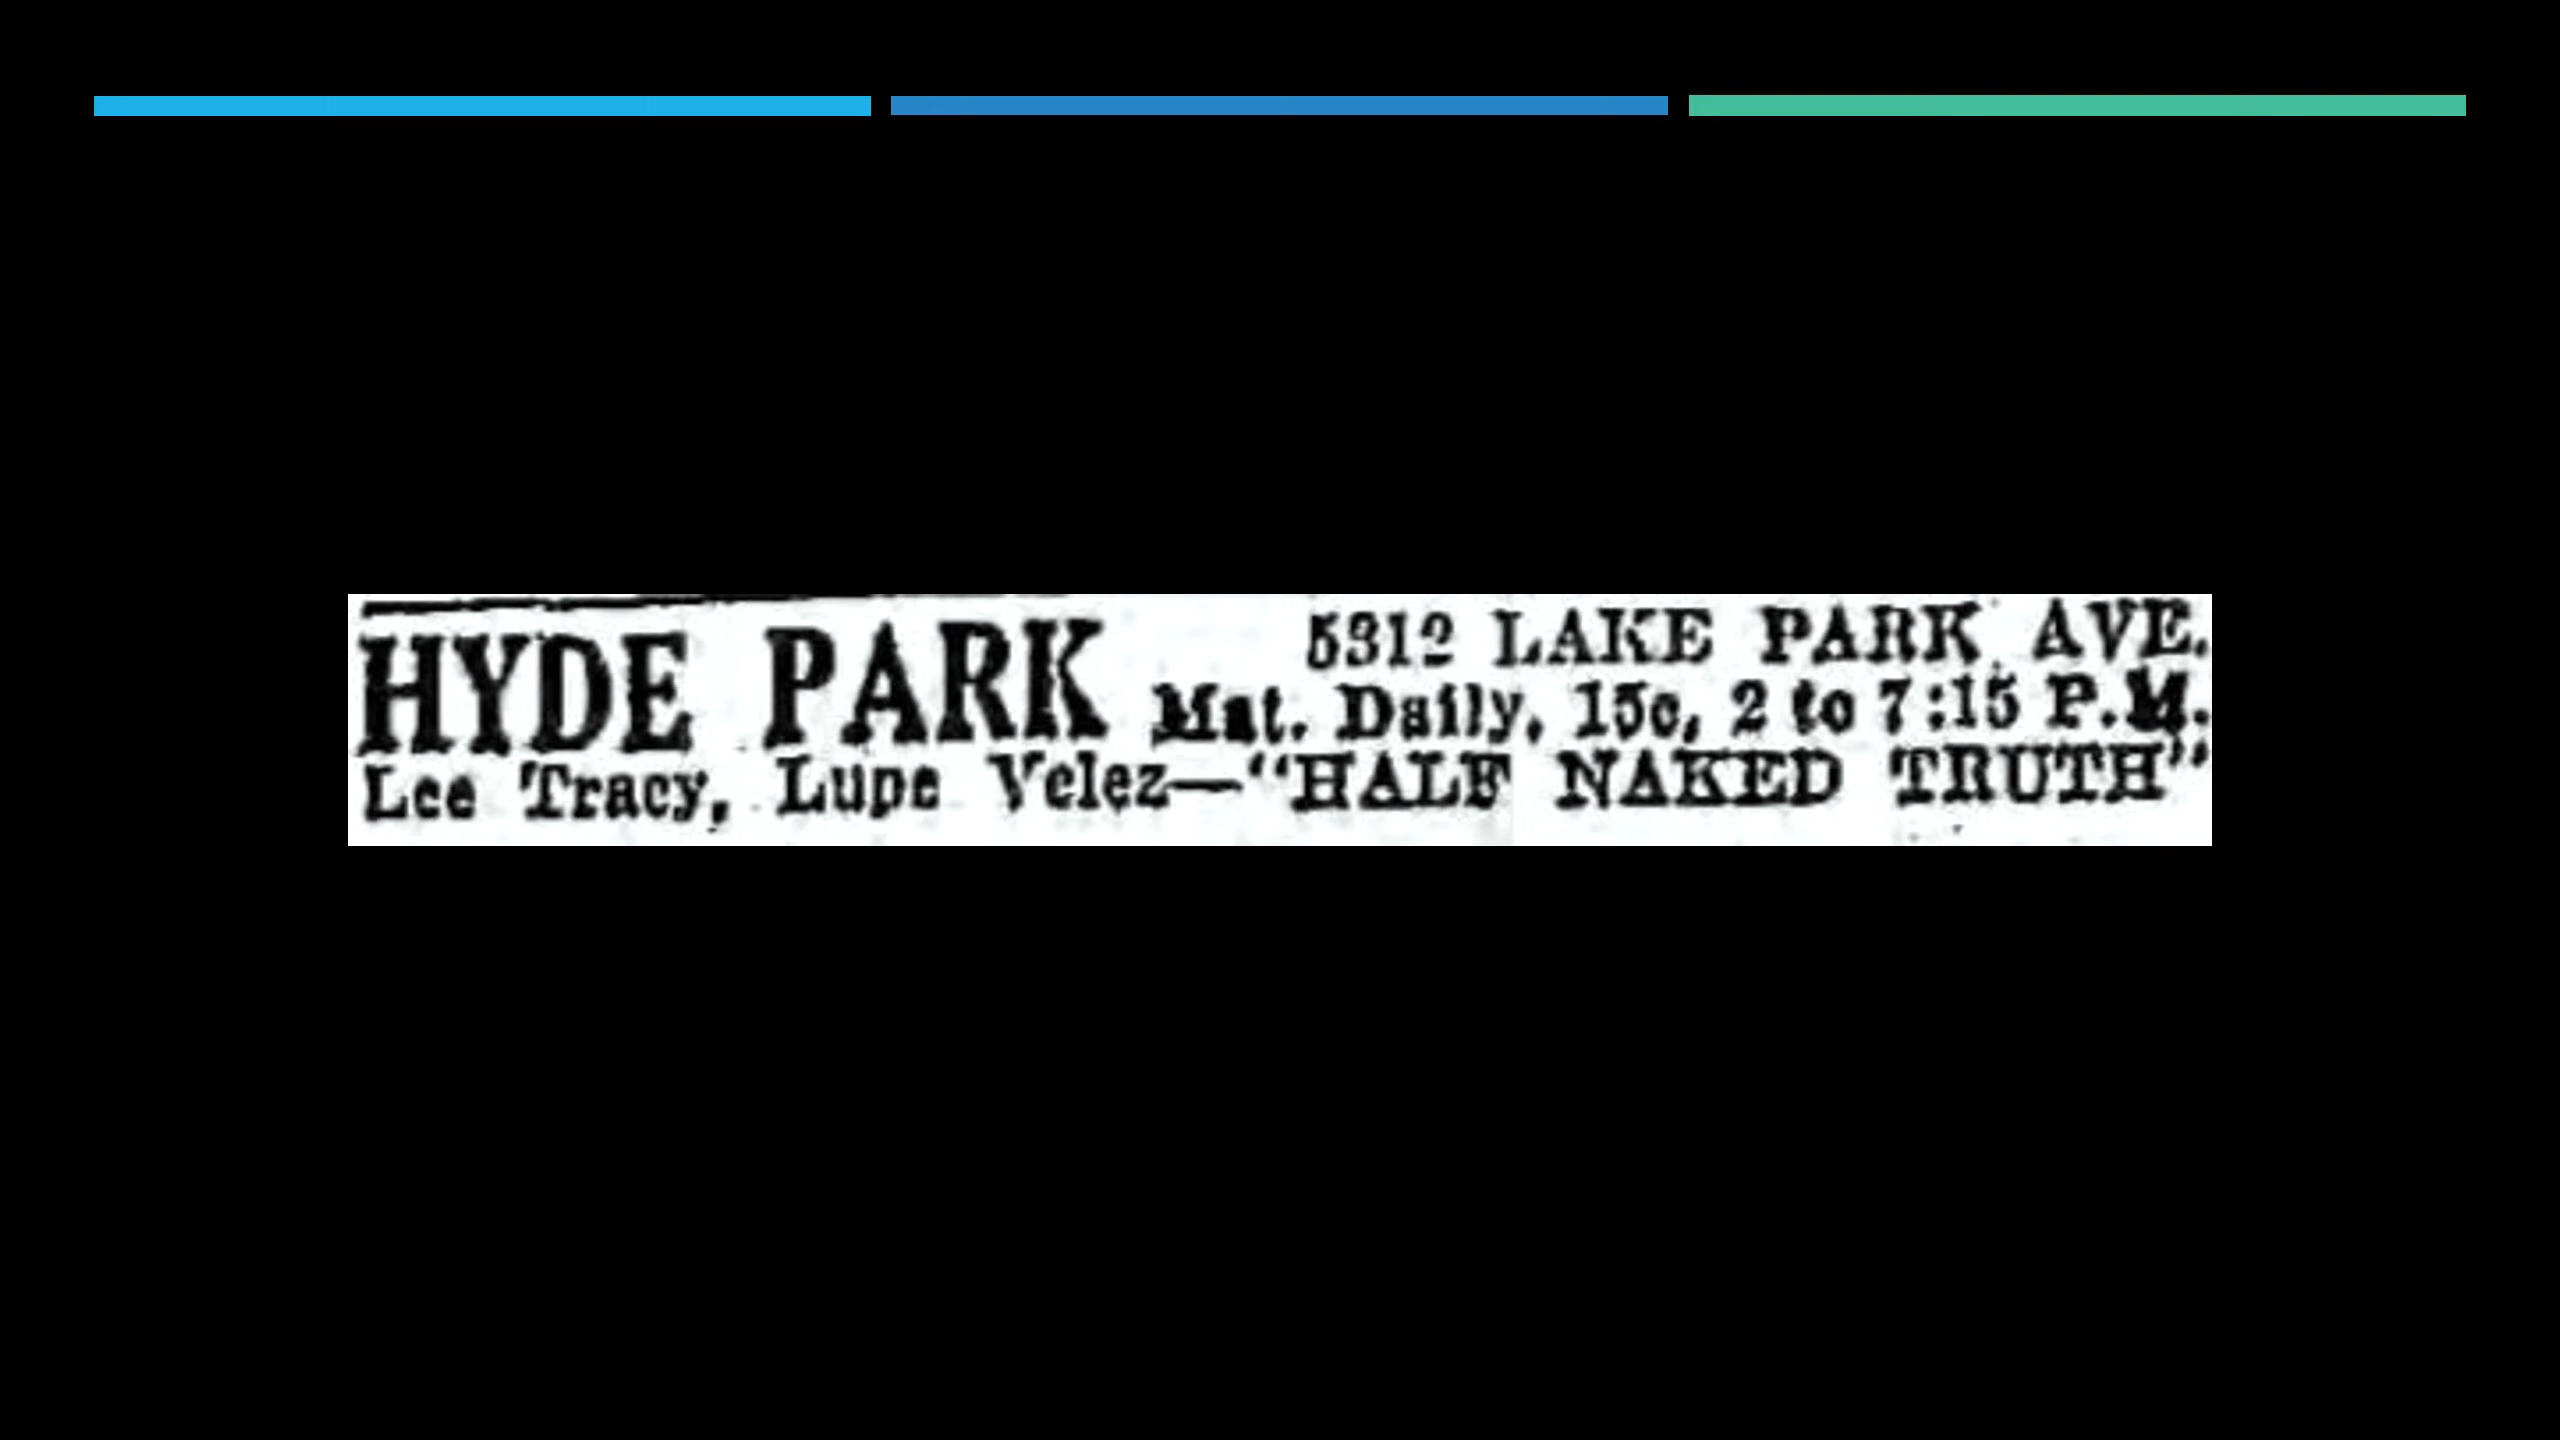 HYDE PARK 5312 LAKE PARK AVE.
Mat. Daily, 15c, 2 to 7:15 P.M.
Lee Tracy, Lupe Velez—"HALF NAKED TRUTH"